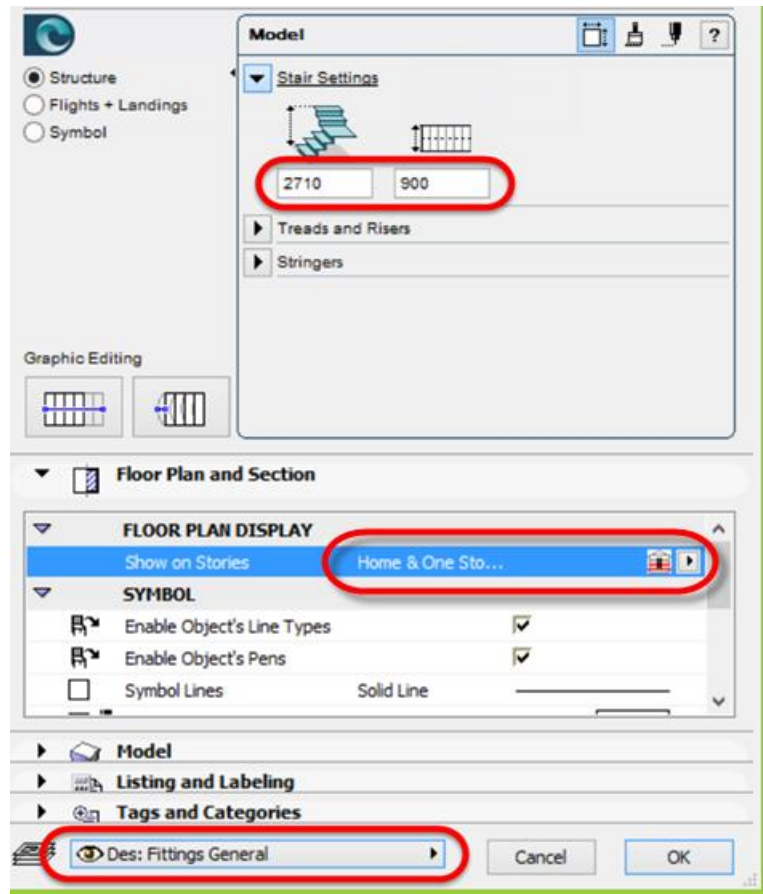 Model
?
Structure
Flights + Landings
Symbol
Stair Settings
2710 900
Treads and Risers
Stringers
Graphic Editing
Floor Plan and Section
FLOOR PLAN DISPLAY
Show on Stories Home & One Sto...
SYMBOL
Enable Object's Line Types
Enable Object's Pens
Symbol Lines Solid Line
Model
Listing and Labeling
Tags and Categories
Des: Fittings General Cancel OK